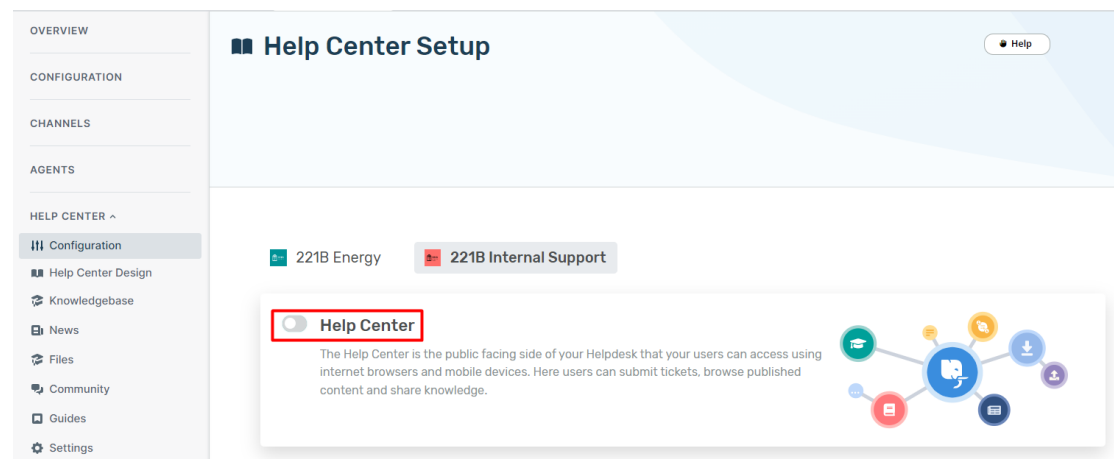 OVERVIEW
CONFIGURATION
CHANNELS
AGENTS
HELP CENTER
Configuration
Help Center Design
Knowledgebase
News
Files
Community
Guides
Settings
Help Center Setup
Help
221B Energy
221B Internal Support
Help Center
The Help Center is the public facing side of your Helpdesk that your users can access using
internet browsers and mobile devices. Here users can submit tickets, browse published
content and share knowledge.